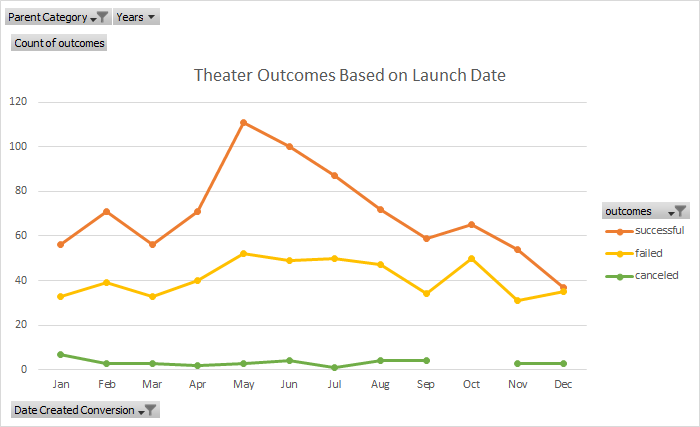 Parent Category Years
Count of outcomes
Theater Outcomes Based on Launch Date
120
100
80
60
40
20
0
Jan Feb Mar Apr May Jun Jul Aug Sep Oct Nov Dec
outcomes
successful
failed
canceled
Date Created Conversion